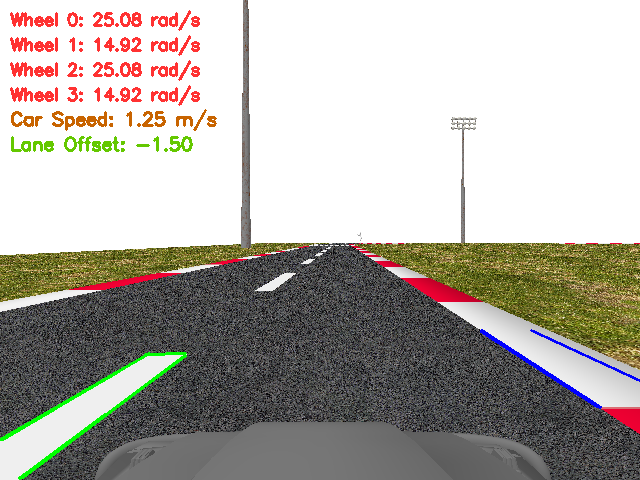 Wheel 0: 25.08 rad/s
Wheel 1: 14.92 rad/s
Wheel 2: 25.08 rad/s
Wheel 3: 14.92 rad/s
Car Speed: 1.25 m/s
Lane Offset: -1.50